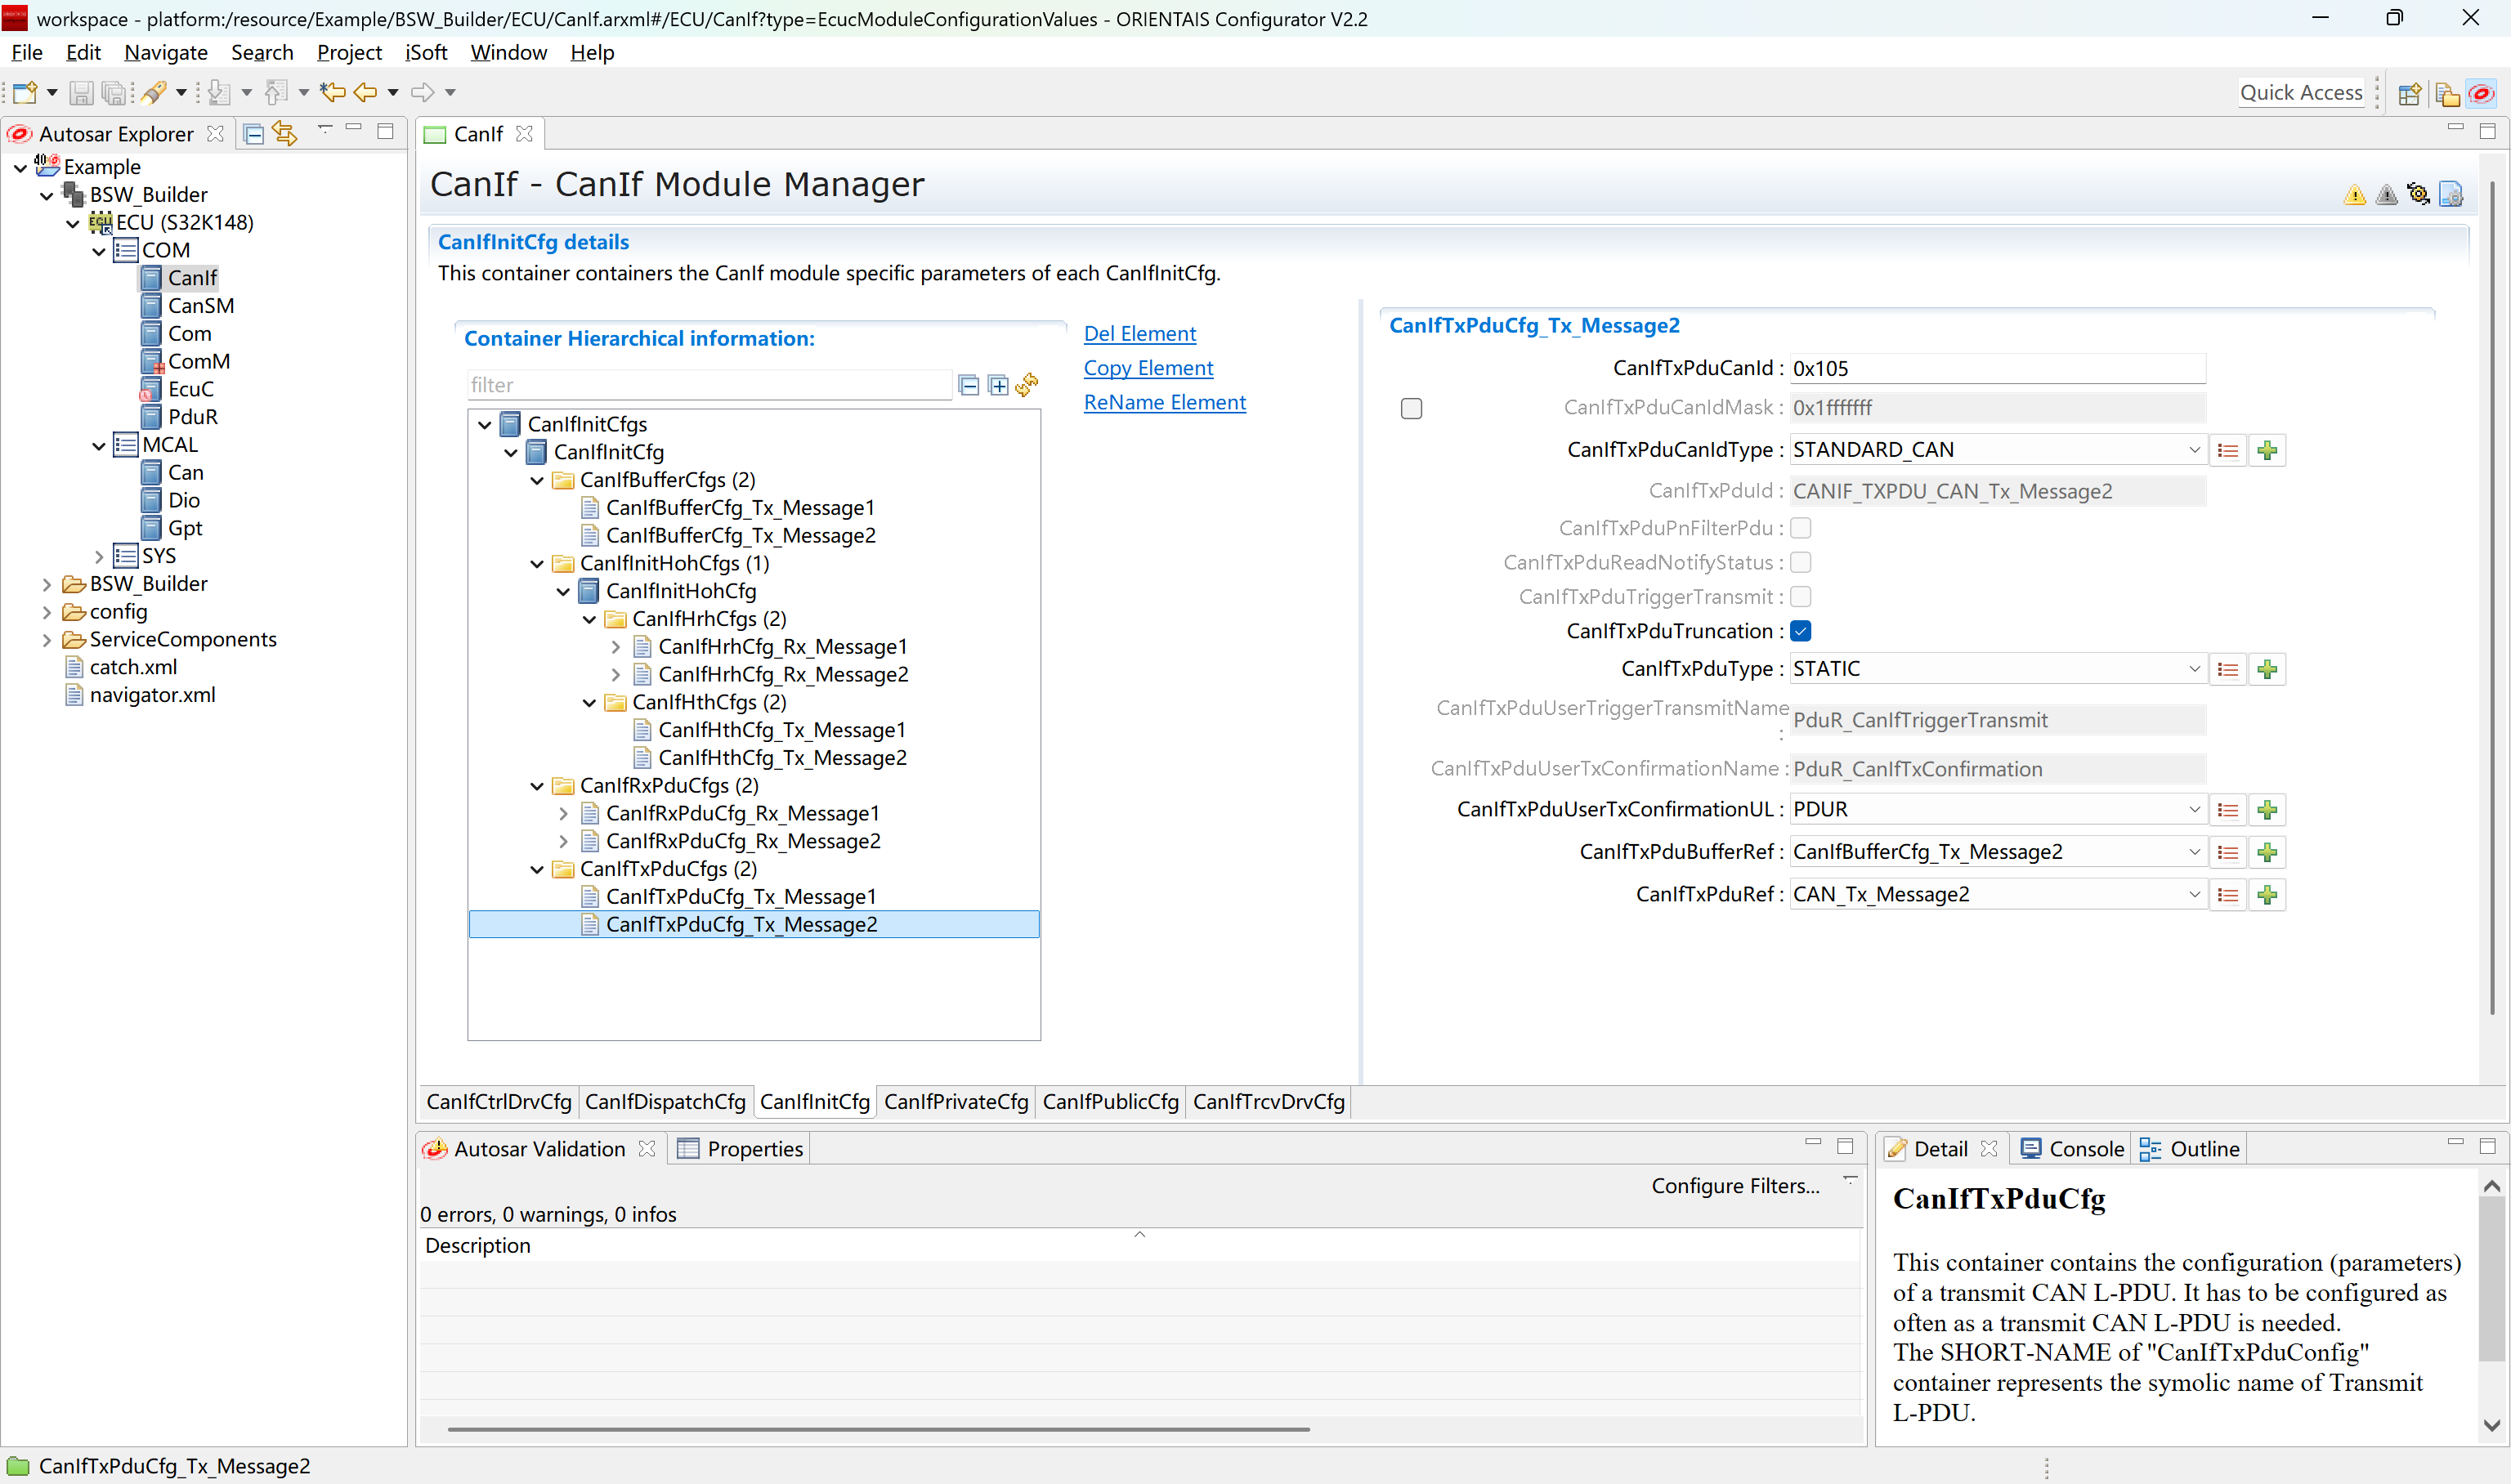 workspace - platform:/resource/Example/BSW_Builder/ECU/CanIf.arxml#/ECU/CanIf?type=EcucModuleConfigurationValues - ORIENTAIS Configurator V2.2
File Edit Navigate Search Project iSoft Window Help
Quick Access
Autosar Explorer
Example
BSW_Builder
ECU (S32K148)
COM
CanIf
CanSM
Com
ComM
EcuC
PduR
MCAL
Can
Dio
Gpt
SYS
BSW_Builder
config
ServiceComponents
catch.xml
navigator.xml
CanIf
CanIf - CanIf Module Manager
CanIfInitCfg details
This container containers the CanIf module specific parameters of each CanIfInitCfg.
Container Hierarchical information:
filter
Del Element
Copy Element
ReName Element
CanIfInitCfgs
CanIfInitCfg
CanIfBufferCfgs (2)
CanIfBufferCfg_Tx_Message1
CanIfBufferCfg_Tx_Message2
CanIfInitHohCfgs (1)
CanIfInitHohCfg
CanIfHrhCfgs (2)
CanIfHrhCfg_Rx_Message1
CanIfHrhCfg_Rx_Message2
CanIfHthCfgs (2)
CanIfHthCfg_Tx_Message1
CanIfHthCfg_Tx_Message2
CanIfRxPduCfgs (2)
CanIfRxPduCfg_Rx_Message1
CanIfRxPduCfg_Rx_Message2
CanIfTxPduCfgs (2)
CanIfTxPduCfg_Tx_Message1
CanIfTxPduCfg_Tx_Message2
CanIfTxPduCfg_Tx_Message2
CanIfTxPduCanId : 0x105
CanIfTxPduCanIdMask : 0x1fffffff
CanIfTxPduCanIdType : STANDARD_CAN
CanIfTxPduId : CANIF_TXPDU_CAN_Tx_Message2
CanIfTxPduPnFilterPdu :
CanIfTxPduReadNotifyStatus :
CanIfTxPduTriggerTransmit :
CanIfTxPduTruncation :
CanIfTxPduType : STATIC
CanIfTxPduUserTriggerTransmitName : PduR_CanIfTriggerTransmit
CanIfTxPduUserTxConfirmationName : PduR_CanIfTxConfirmation
CanIfTxPduUserTxConfirmationUL : PDUR
CanIfTxPduBufferRef : CanIfBufferCfg_Tx_Message2
CanIfTxPduRef : CAN_Tx_Message2
CanIfCtrlDrvCfg CanIfDispatchCfg CanIfInitCfg CanIfPrivateCfg CanIfPublicCfg CanIfTrcvDrvCfg
Autosar Validation Properties
Configure Filters...
0 errors, 0 warnings, 0 infos
Description
Detail Console Outline
CanIfTxPduCfg
This container contains the configuration (parameters)
of a transmit CAN L-PDU. It has to be configured as
often as a transmit CAN L-PDU is needed.
The SHORT-NAME of "CanIfTxPduConfig"
container represents the symolic name of Transmit
L-PDU.
CanIfTxPduCfg_Tx_Message2